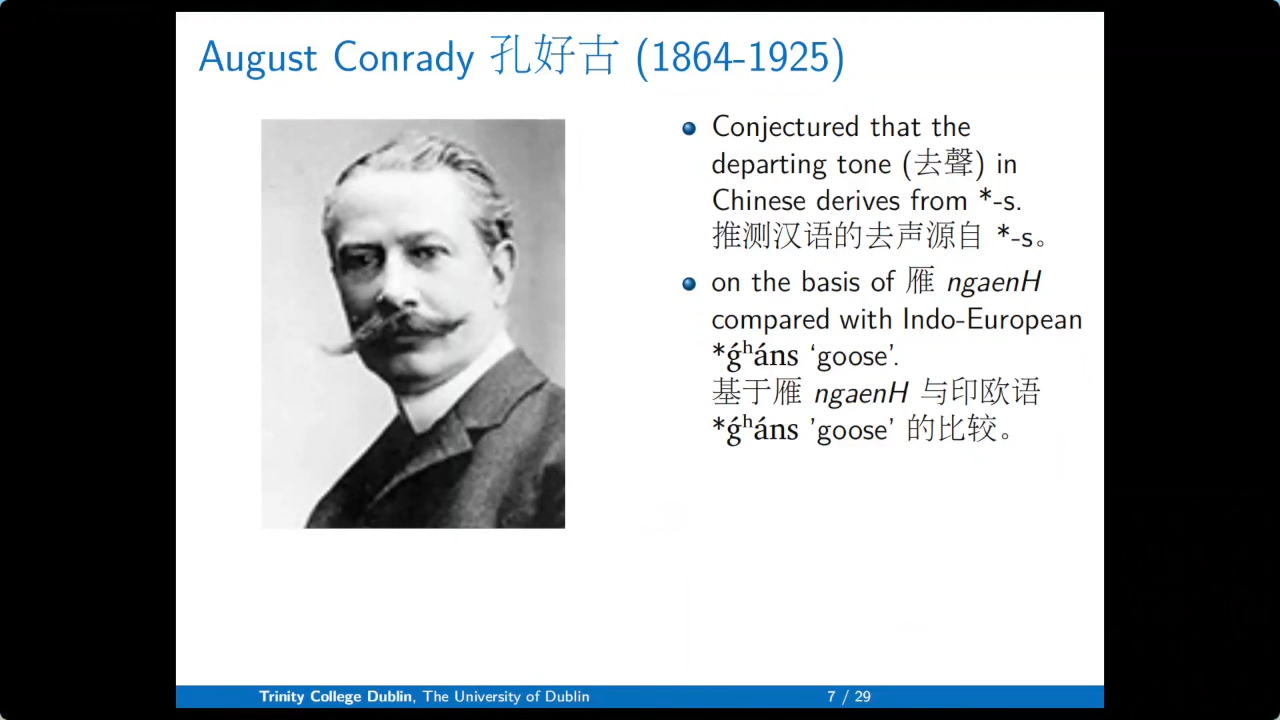 August Conrady 孔好古 (1864-1925)
Conjectured that the
departing tone (去聲) in
Chinese derives from *-s.
推测汉语的去声源自 *-s。
on the basis of 雁 ngaenH
compared with Indo-European
*ǵʰáns ‘goose’.
基于雁 ngaenH 与印欧语
*ǵʰáns ’goose’ 的比较。
Trinity College Dublin, The University of Dublin
7 / 29